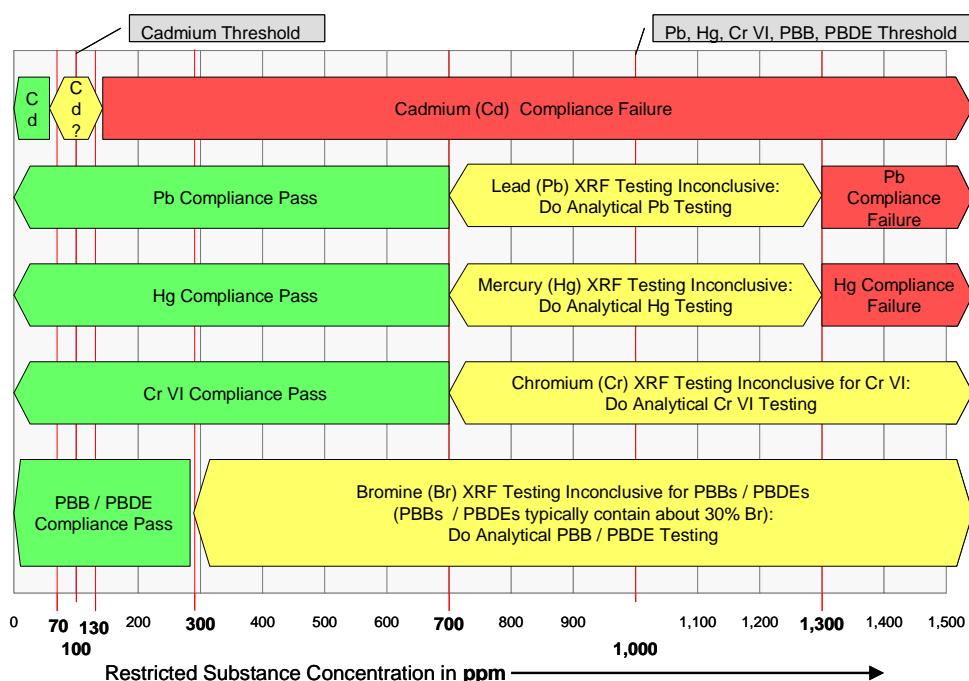 Cadmium Threshold
Pb, Hg, Cr VI, PBB, PBDE Threshold
C
d
C
d
?
Cadmium (Cd) Compliance Failure
Pb Compliance Pass
Lead (Pb) XRF Testing Inconclusive:
Do Analytical Pb Testing
Pb
Compliance
Failure
Hg Compliance Pass
Mercury (Hg) XRF Testing Inconclusive:
Do Analytical Hg Testing
Hg Compliance
Failure
Cr VI Compliance Pass
Chromium (Cr) XRF Testing Inconclusive for Cr VI:
Do Analytical Cr VI Testing
PBB / PBDE
Compliance Pass
Bromine (Br) XRF Testing Inconclusive for PBBs / PBDEs
(PBBs / PBDEs typically contain about 30% Br):
Do Analytical PBB / PBDE Testing
0 70 130 200 300 400 500 600 700 800 900 1,100 1,200 1,300 1,400 1,500
100 1,000
Restricted Substance Concentration in ppm